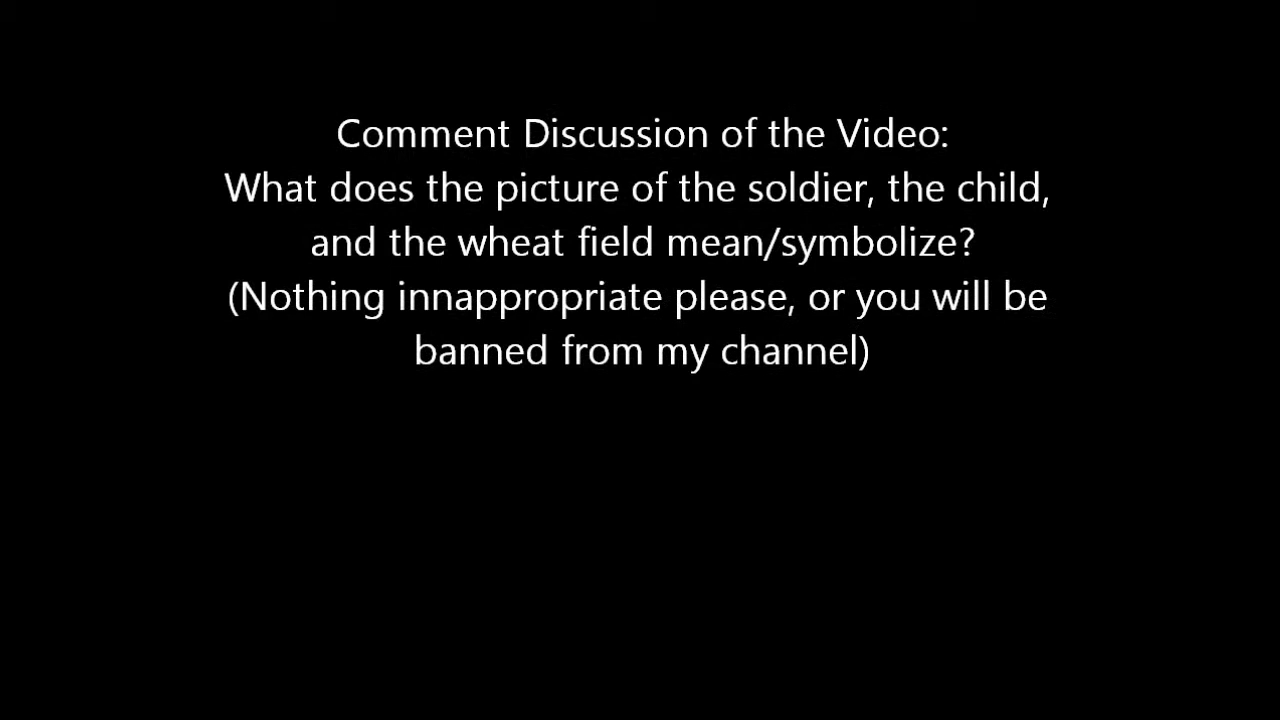 Comment Discussion of the Video:
What does the picture of the soldier, the child,
and the wheat field mean/symbolize?
(Nothing innappropriate please, or you will be
banned from my channel)